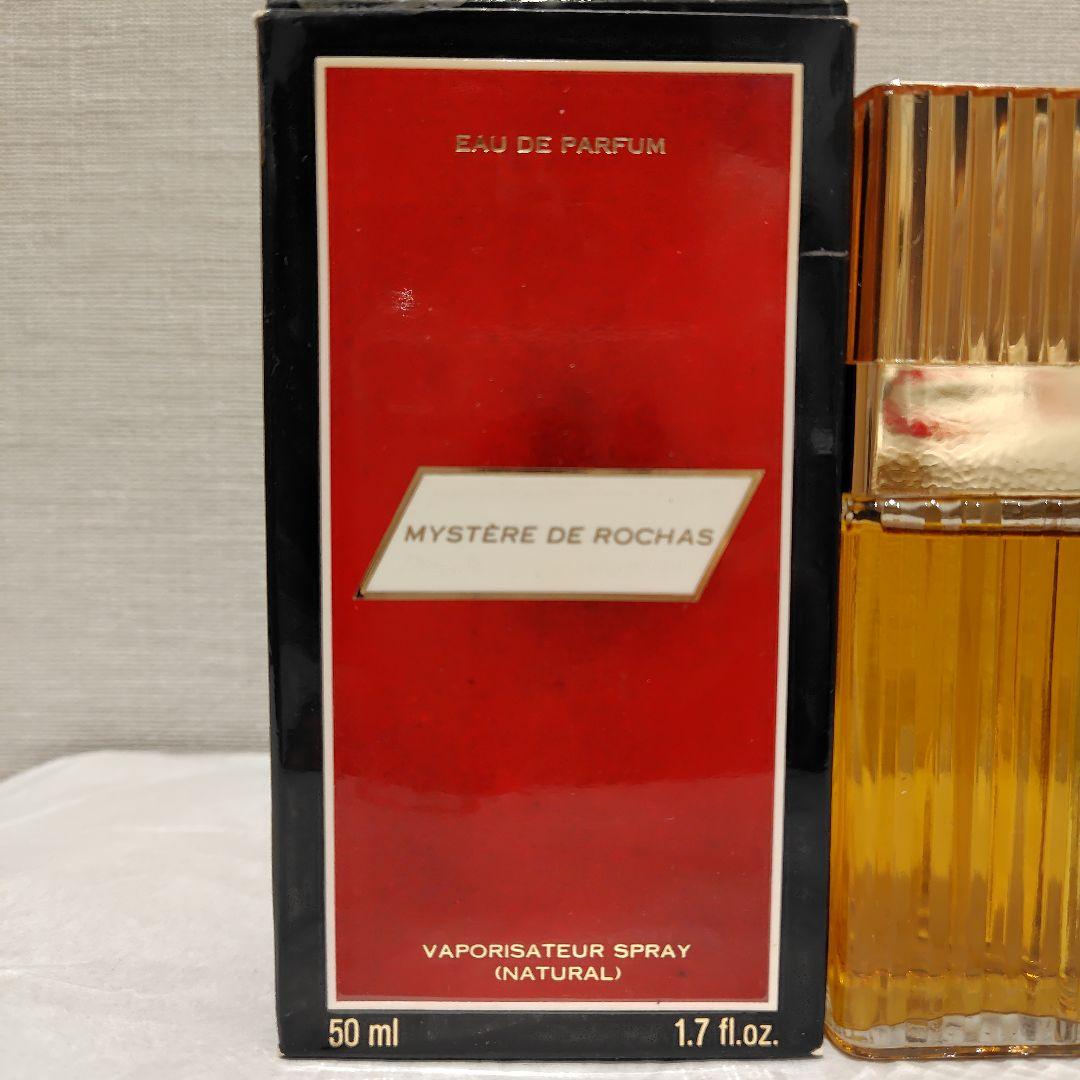 EAU DE PARFUM
MYSTÈRE DE ROCHAS
VAPORISATEUR SPRAY
(NATURAL)
50 ml 1.7 fl.oz.